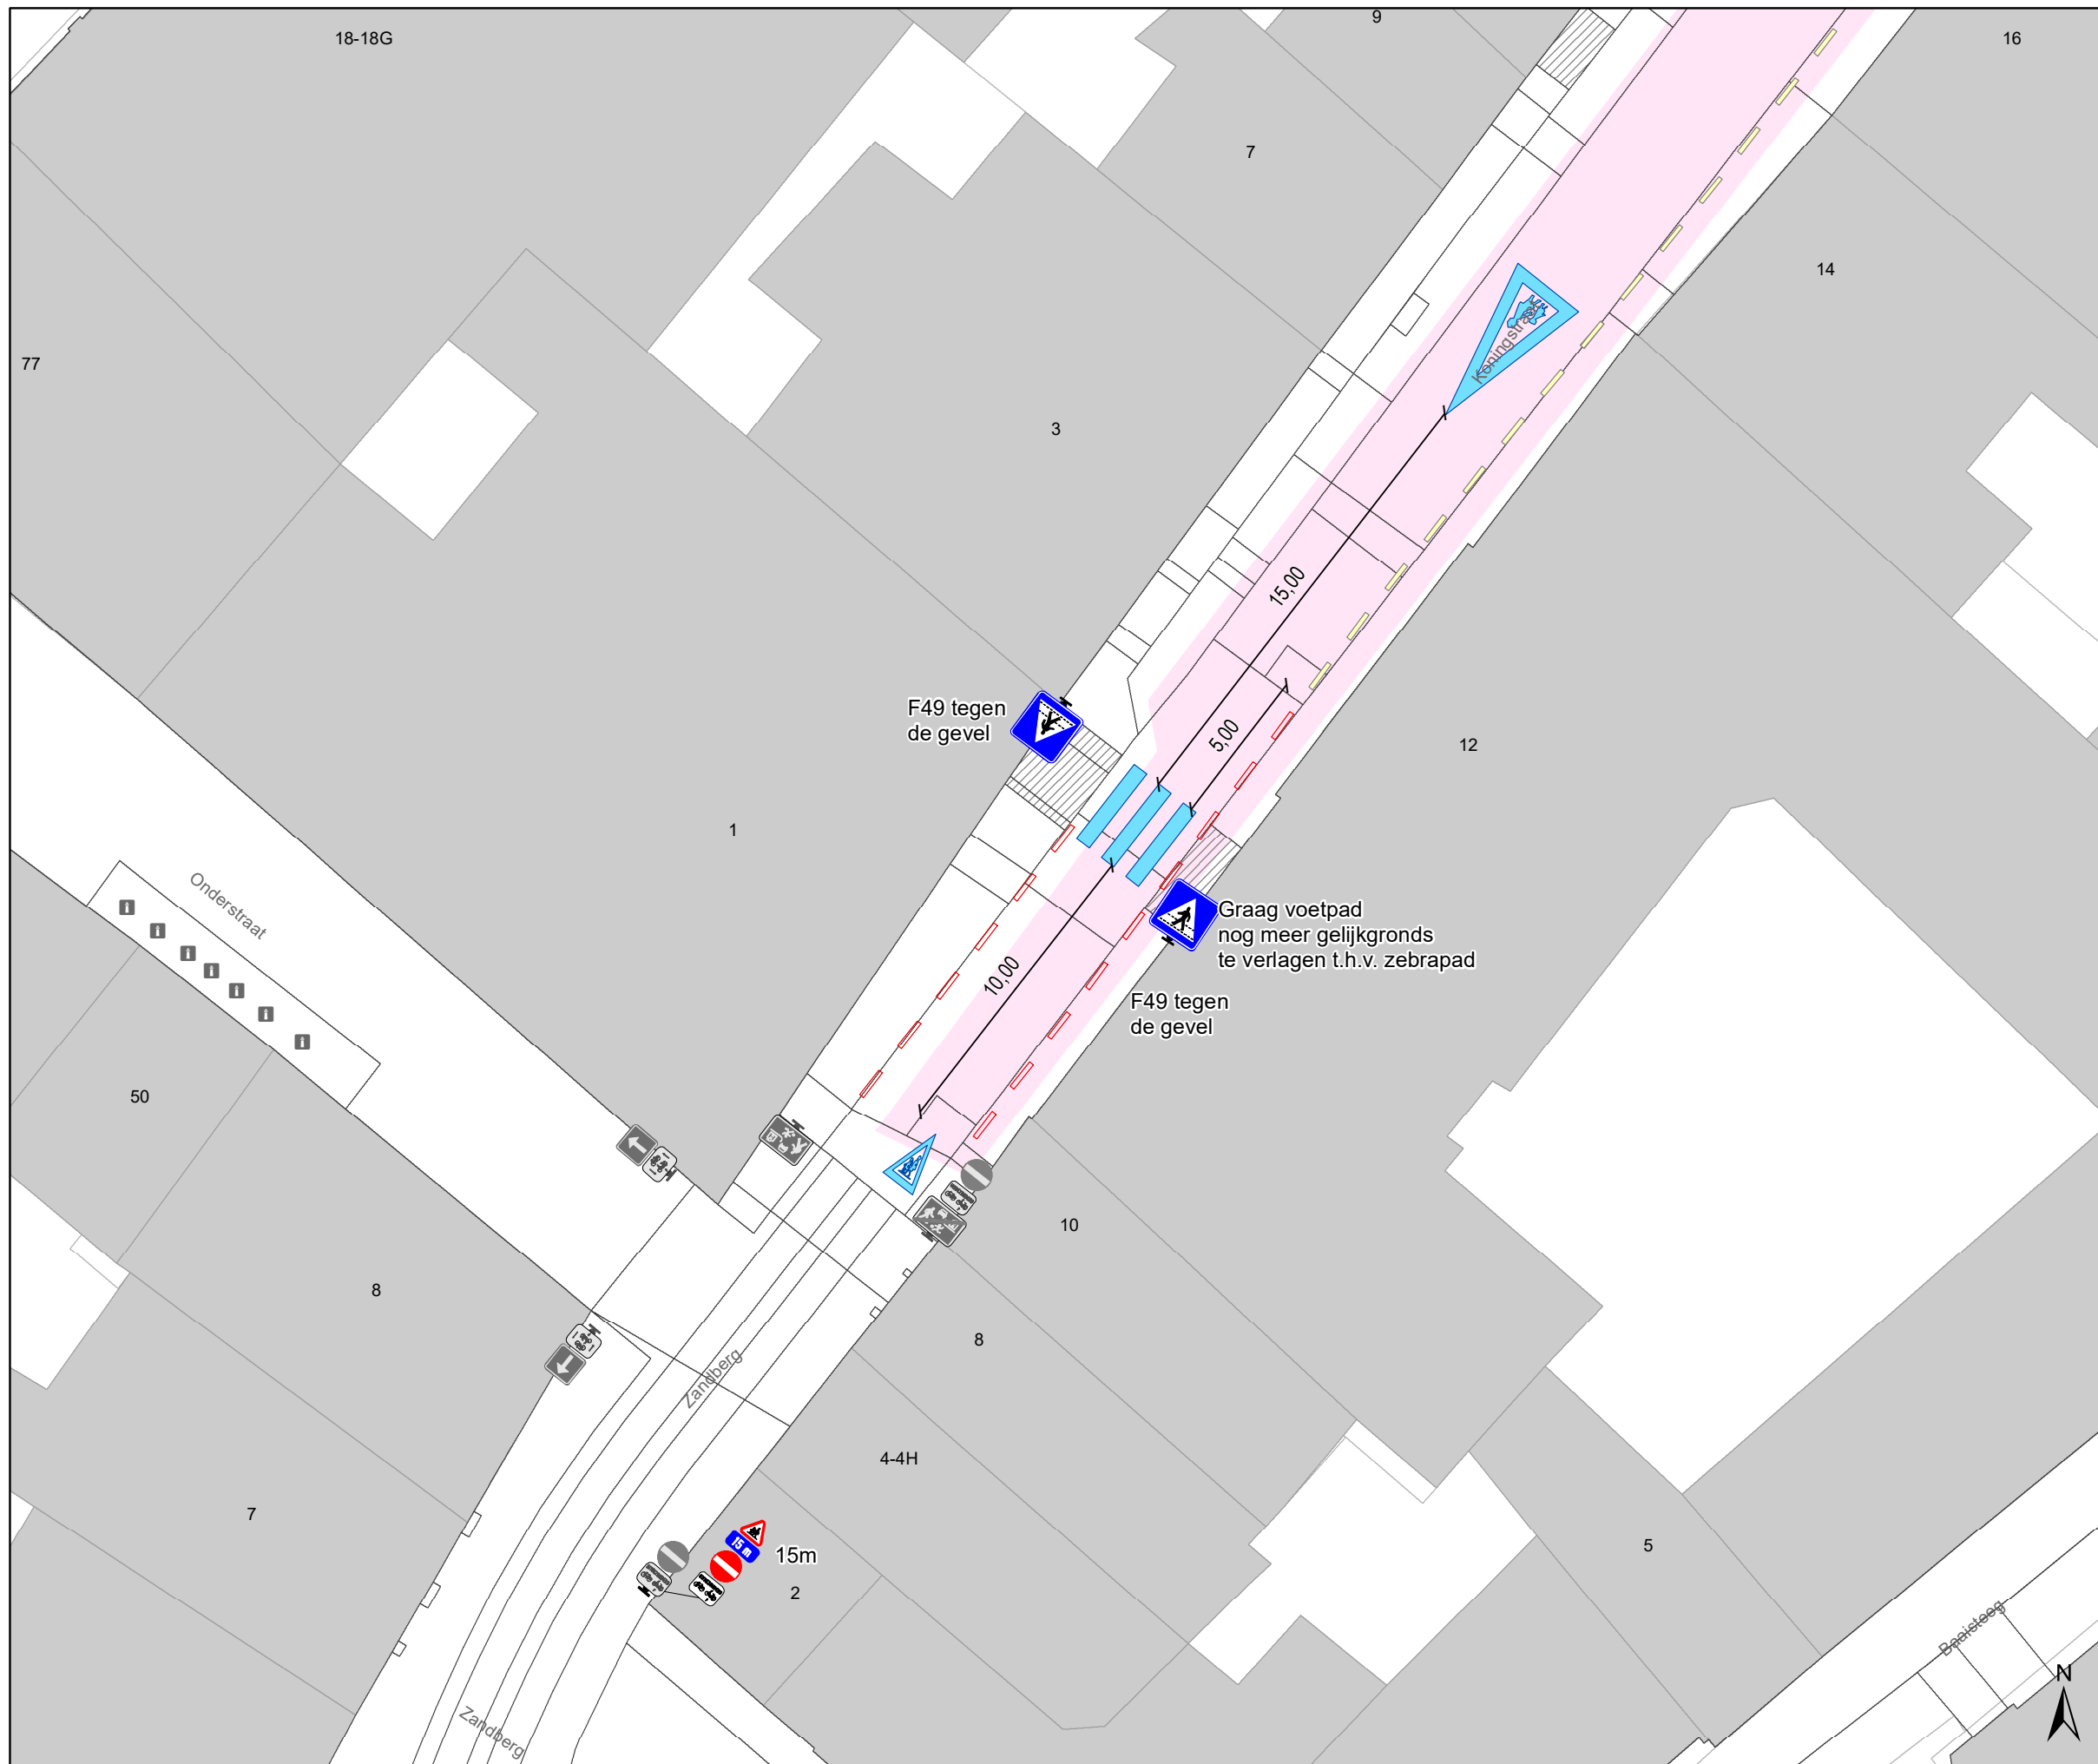 18-18G
9
16
7
14
77
Koningstraat
3
15,00
F49 tegen
de gevel
5,00
12
1
Onderstraat
Graag voetpad
nog meer gelijkgronds
te verlagen t.h.v. zebrapad
10,00
F49 tegen
de gevel
50
10
8
8
Zandberg
4-4H
7
15 m
15m
5
2
Baaisteeg
N
Zandberg